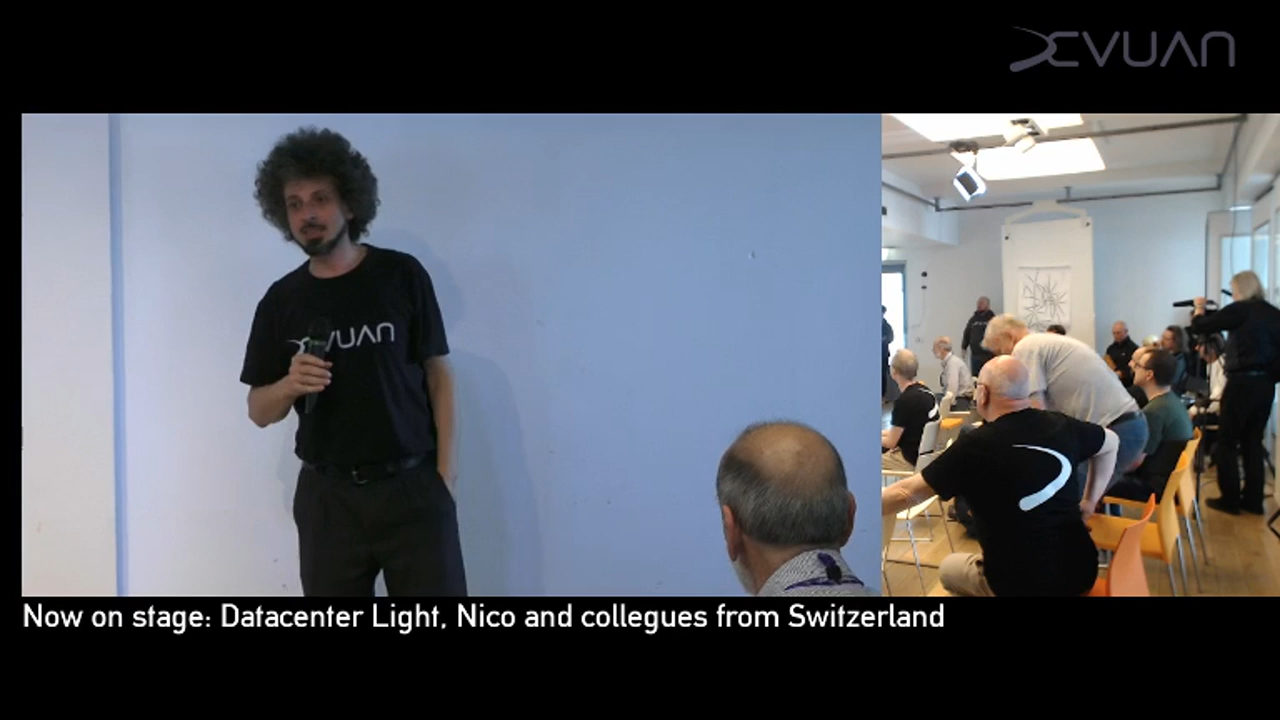 DEVUAN
DEVUAN
Now on stage: Datacenter Light, Nico and collegues from Switzerland